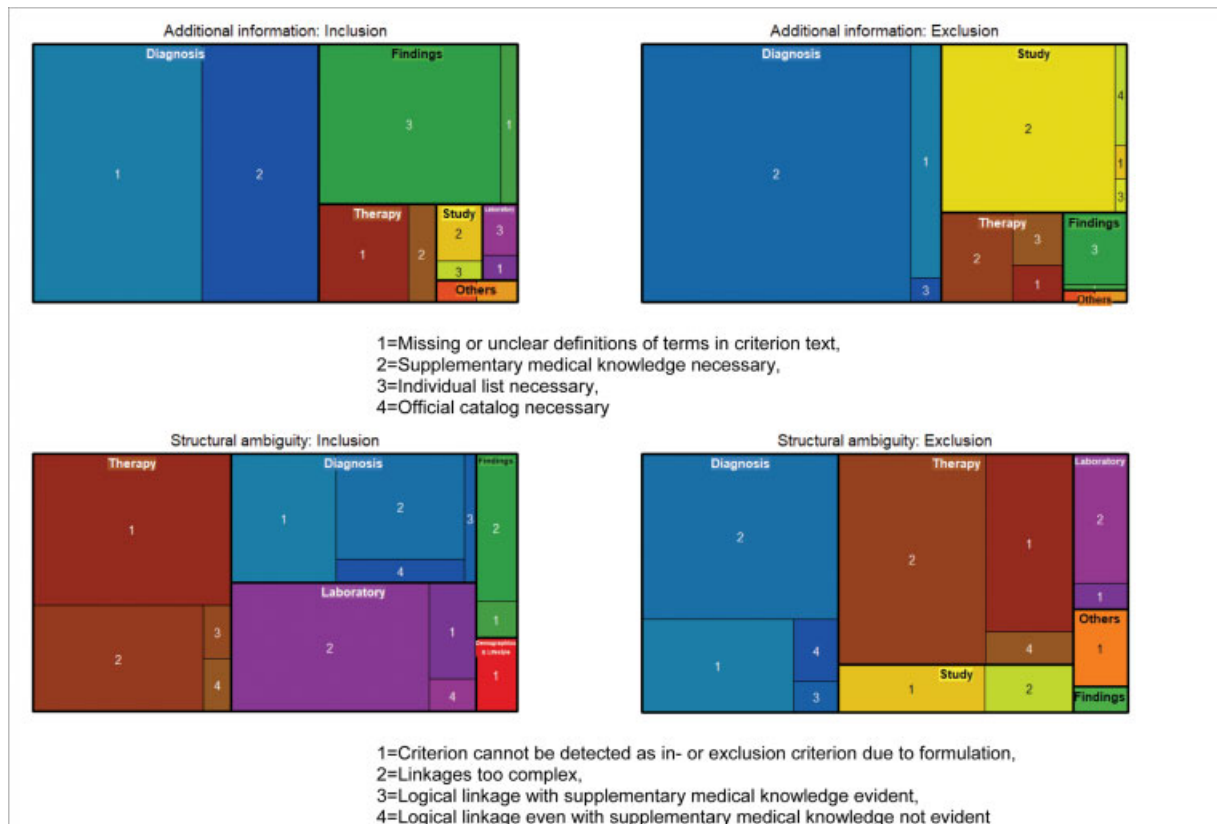 Additional information: Inclusion
Diagnosis
Findings
1
2
3
1
Therapy
1
2
Study
2
3
Laboratory
3
1
Others
Additional information: Exclusion
Diagnosis
Study
2
1
3
2
4
1
3
Therapy
2
3
1
Findings
3
Others
1=Missing or unclear definitions of terms in criterion text,
2=Supplementary medical knowledge necessary,
3=Individual list necessary,
4=Official catalog necessary
Structural ambiguity: Inclusion
Therapy
1
2
3
4
Diagnosis
1
2
3
4
Laboratory
2
1
4
Findings
2
1
Demographics
& Lifestyle
1
Structural ambiguity: Exclusion
Diagnosis
2
1
4
3
Therapy
2
1
4
Study
1
2
Laboratory
2
1
Others
1
Findings
1=Criterion cannot be detected as in- or exclusion criterion due to formulation,
2=Linkages too complex,
3=Logical linkage with supplementary medical knowledge evident,
4=Logical linkage even with supplementary medical knowledge not evident